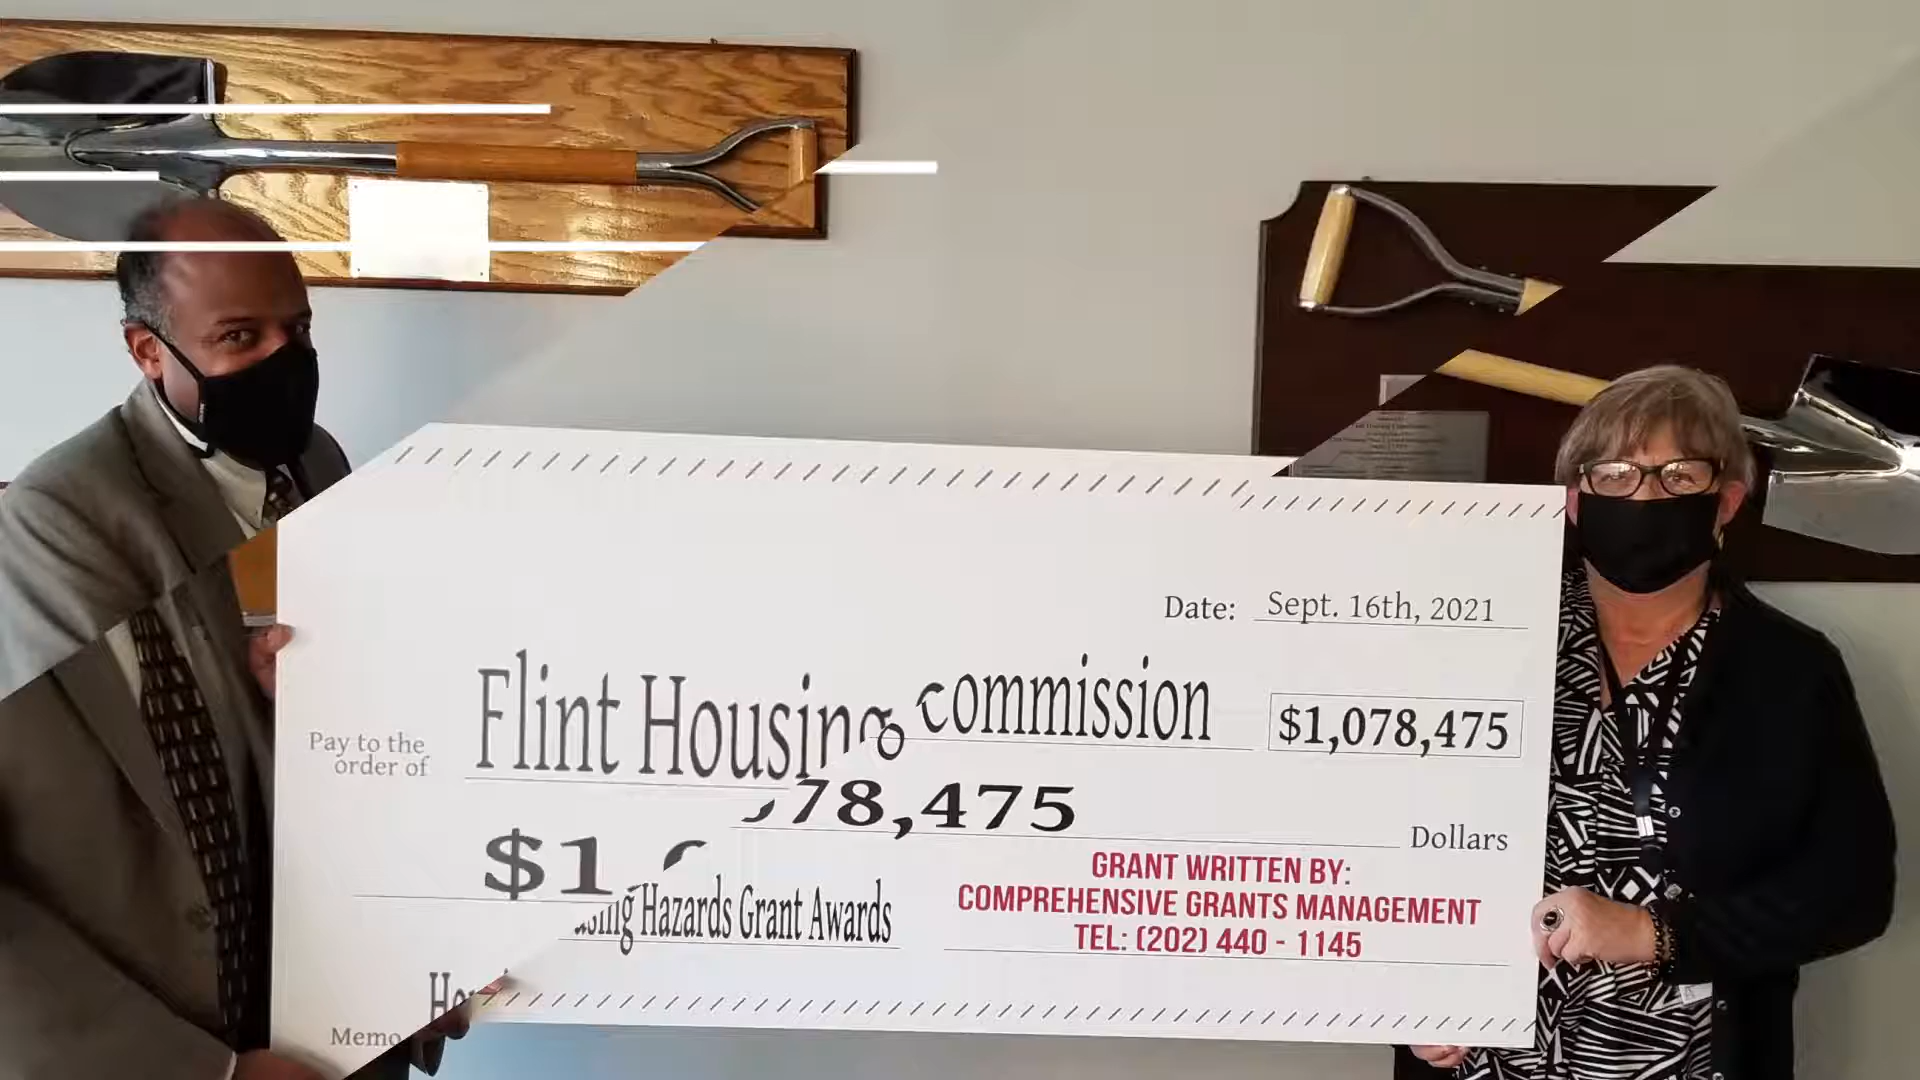 Date: Sept. 16th, 2021
Pay to the
order of
Flint Housing Commission
$1,078,475
78,475
Dollars
$1
GRANT WRITTEN BY:
COMPREHENSIVE GRANTS MANAGEMENT
TEL: (202) 440 - 1145
Hazards Grant Awards
Memo